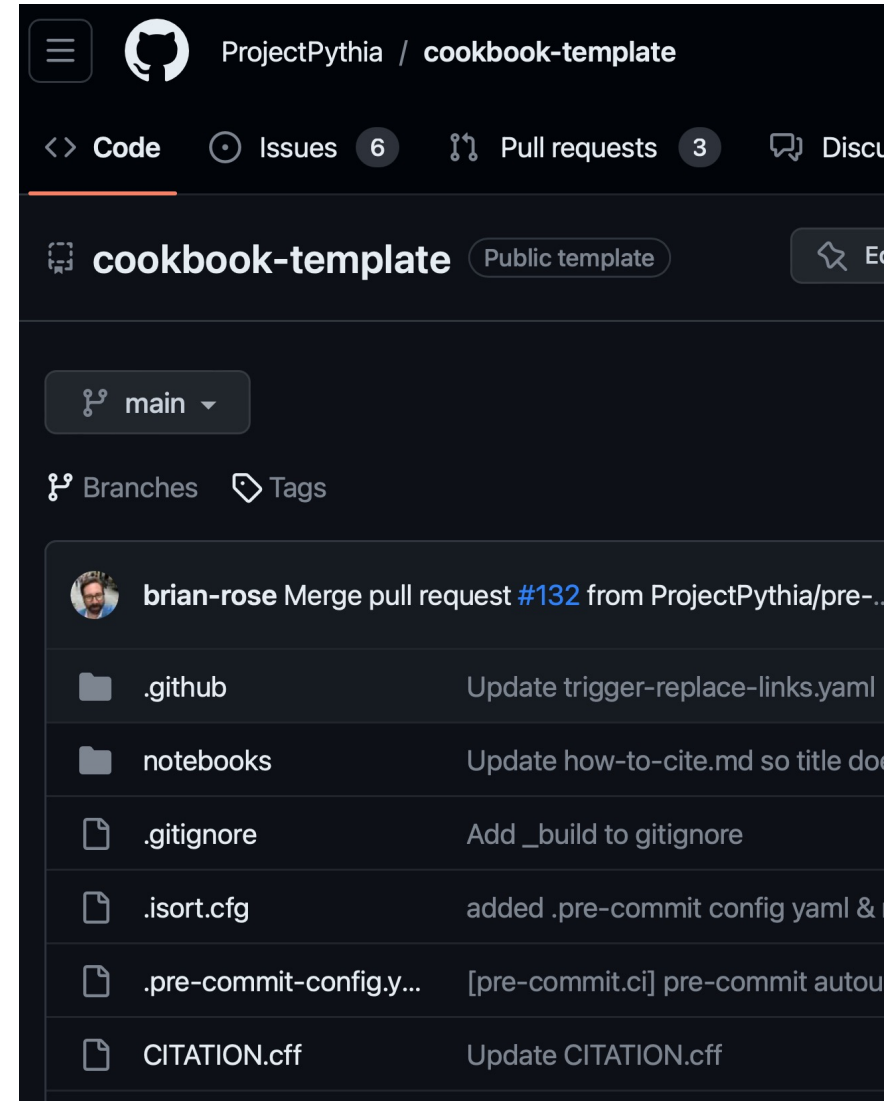 ProjectPythia / cookbook-template
Code Issues 6 Pull requests 3
cookbook-template Public template
main
Branches Tags
brian-rose Merge pull request #132 from ProjectPythia/pre-...
.github Update trigger-replace-links.yaml
notebooks Update how-to-cite.md so title
.gitignore Add _build to gitignore
.isort.cfg added .pre-commit config yaml &
.pre-commit-config.y... [pre-commit.ci] pre-commit
CITATION.cff Update CITATION.cff